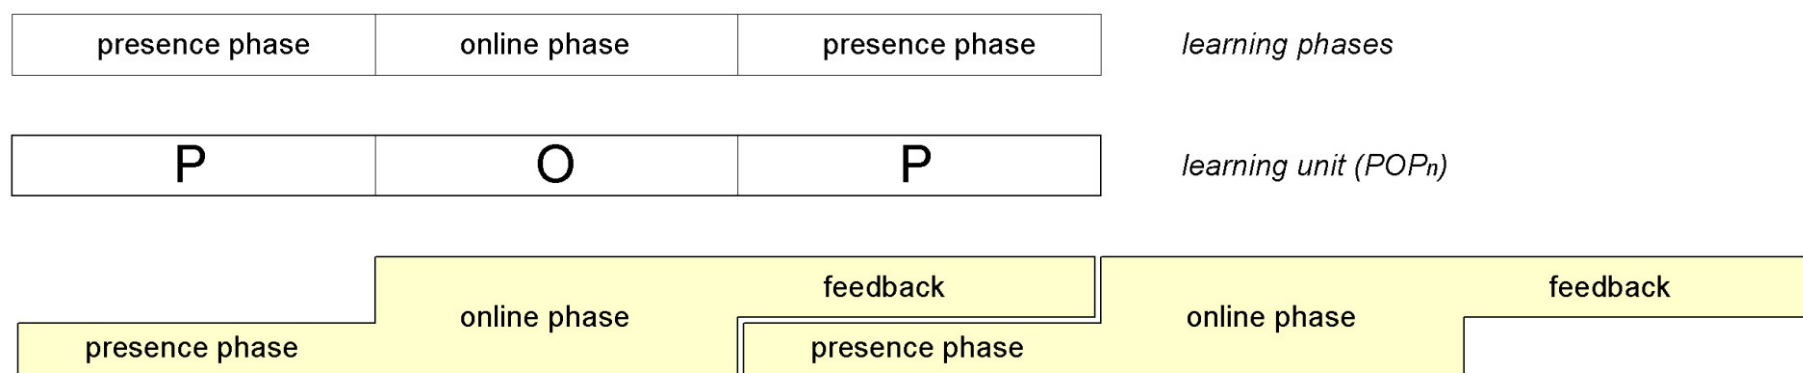 presence phase online phase presence phase learning phases
P O P learning unit (POPn)
feedback feedback
online phase online phase
presence phase presence phase